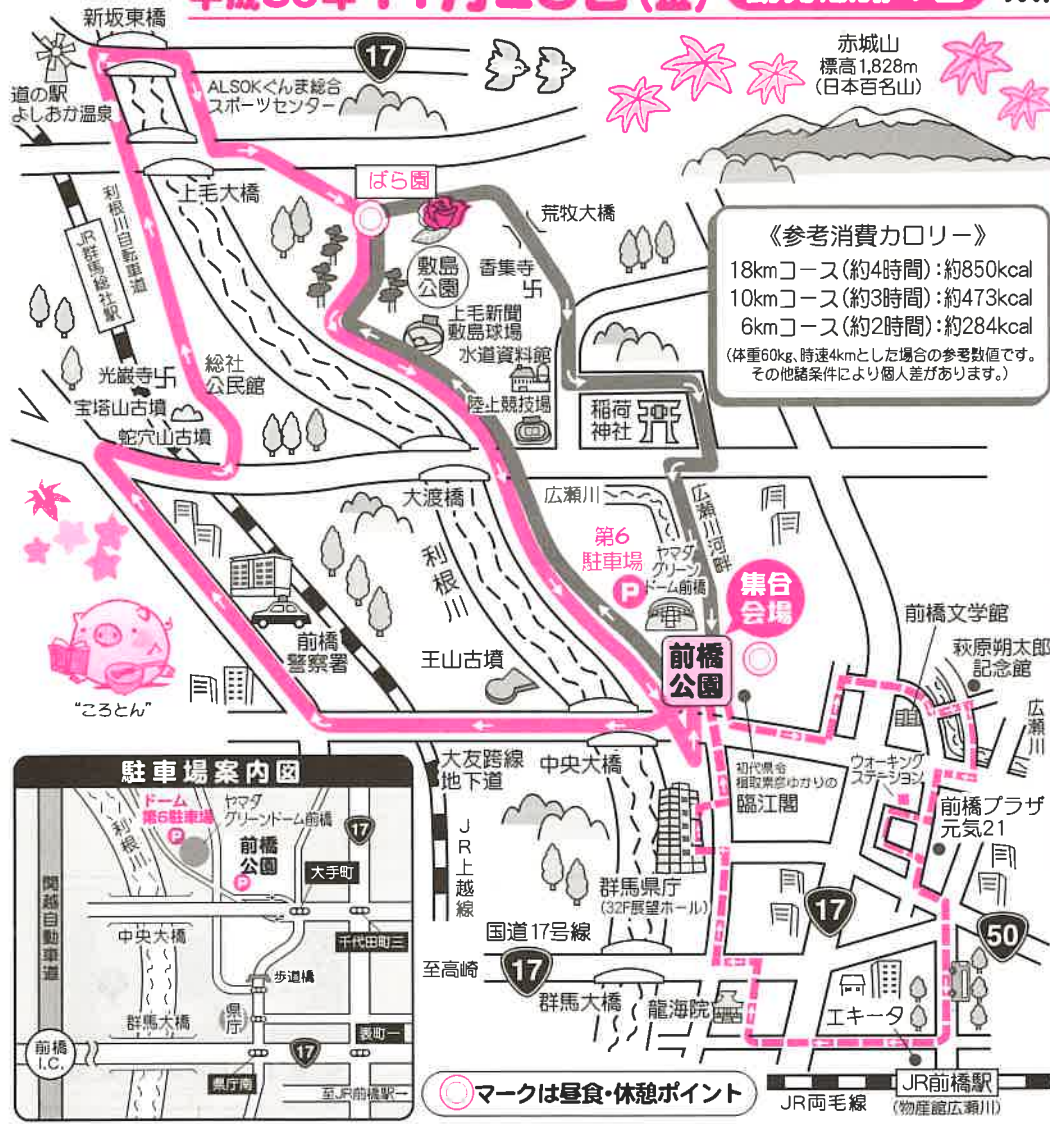 新坂東橋
17
道の駅
よしおか温泉
ALSOKぐんま総合
スポーツセンター
赤城山
標高1,828m
(日本百名山)
上毛大橋
ばら園
荒牧大橋
利根川自転車道
JR群馬総社駅
敷島
公園
香集寺
上毛新聞
敷島球場
水道資料館
陸上競技場
稲荷
神社
《参考消費カロリー》
18kmコース(約4時間):約850kcal
10kmコース(約3時間):約473kcal
6kmコース(約2時間):約284kcal
(体重60kg、時速4kmとした場合の参考数値です。
その他諸条件により個人差があります。)
光巌寺
総社
公民館
宝塔山古墳
蛇穴山古墳
大渡橋
利根川
広瀬川
広瀬川河畔
第6
駐車場
P
ヤマダ
グリーン
ドーム前橋
集合
会場
前橋
公園
前橋文学館
萩原朔太郎
記念館
広瀬川
前橋
警察署
王山古墳
"ころとん"
大友跨線
地下道
中央大橋
初代県令
楫取素彦ゆかりの
臨江閣
ウォーキング
ステーション
前橋プラザ
元気21
JR上越線
群馬県庁
(32F展望ホール)
国道17号線
至高崎
17
17
50
群馬大橋
龍海院
エキータ
JR前橋駅
(物産館広瀬川)
JR両毛線
マークは昼食・休憩ポイント
駐車場案内図
ドーム
第6駐車場
P
ヤマダ
グリーンドーム前橋
利根川
前橋
公園
P
17
大手町
関越自動車道
中央大橋
千代田町三
歩道橋
県庁
群馬大橋
表町一
前橋
I.C.
17
県庁南
至JR前橋駅→